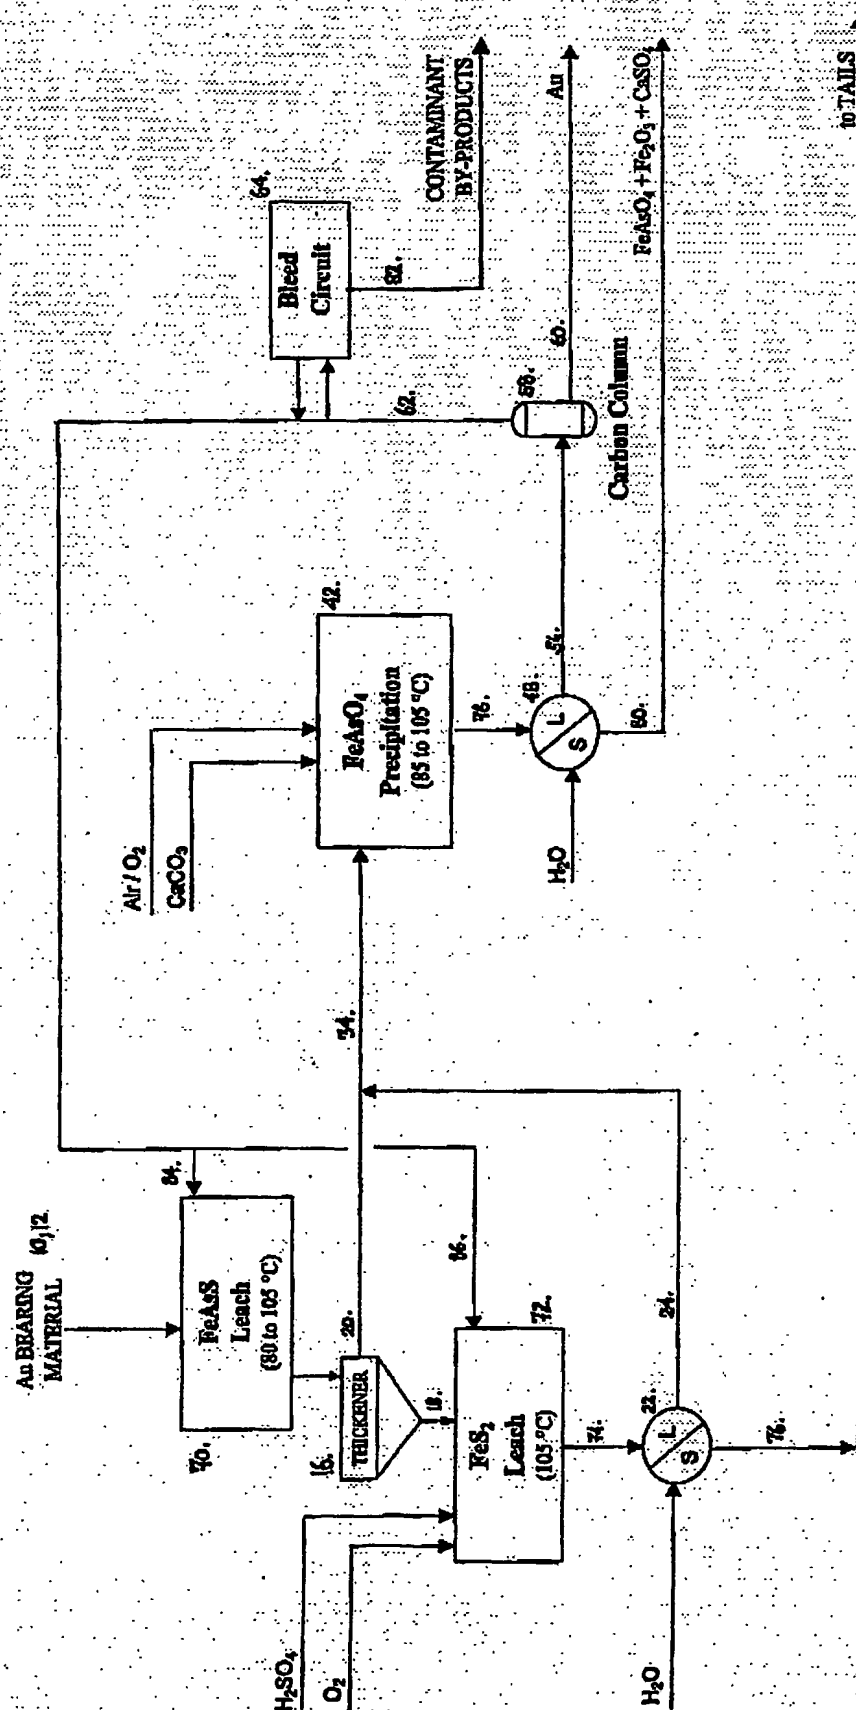 Au BEARING
MATERIAL
(a) 12
FeAsS
Leach
(80 to 105 °C)
70.
84.
16.
THICKENER
20.
18.
H₂SO₄
O₂
FeS₂
Leach
(105 °C)
72.
86.
74.
22.
L
S
H₂O
24.
76.
34.
Air / O₂
CaCO₃
FeAsO₄
Precipitation
(85 to 105 °C)
42.
76.
48.
L
S
H₂O
54.
80.
58.
Carbon Column
60.
Au
62.
Bleed
Circuit
64.
82.
CONTAMINANT
BY-PRODUCTS
FeAsO₄ + Fe₂O₃ + CaSO₄
to TAILS